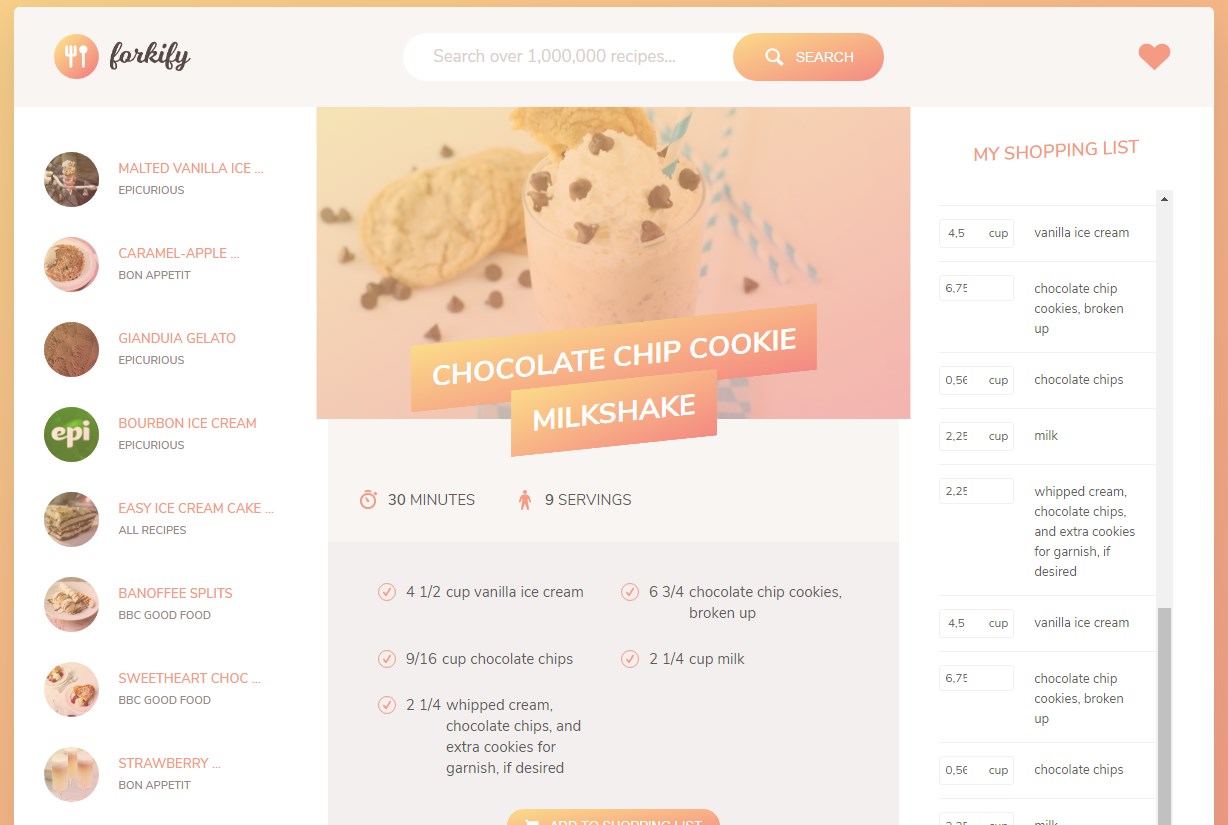 forkify
Search over 1,000,000 recipes...
SEARCH
MALTED VANILLA ICE ...
EPICURIOUS
CARAMEL-APPLE ...
BON APPETIT
GIANDUIA GELATO
EPICURIOUS
epi
BOURBON ICE CREAM
EPICURIOUS
EASY ICE CREAM CAKE ...
ALL RECIPES
BANOFFEE SPLITS
BBC GOOD FOOD
SWEETHEART CHOC ...
BBC GOOD FOOD
STRAWBERRY ...
BON APPETIT
CHOCOLATE CHIP COOKIE
MILKSHAKE
30 MINUTES
9 SERVINGS
4 1/2 cup vanilla ice cream
6 3/4 chocolate chip cookies,
broken up
9/16 cup chocolate chips
2 1/4 cup milk
2 1/4 whipped cream,
chocolate chips, and
extra cookies for
garnish, if desired
ADD TO SHOPPING LIST
MY SHOPPING LIST
4,5 cup vanilla ice cream
6,75 chocolate chip
cookies, broken
up
0,56 cup chocolate chips
2,25 cup milk
2,25 whipped cream,
chocolate chips,
and extra cookies
for garnish, if
desired
4,5 cup vanilla ice cream
6,75 chocolate chip
cookies, broken
up
0,56 cup chocolate chips
2,25 cup milk